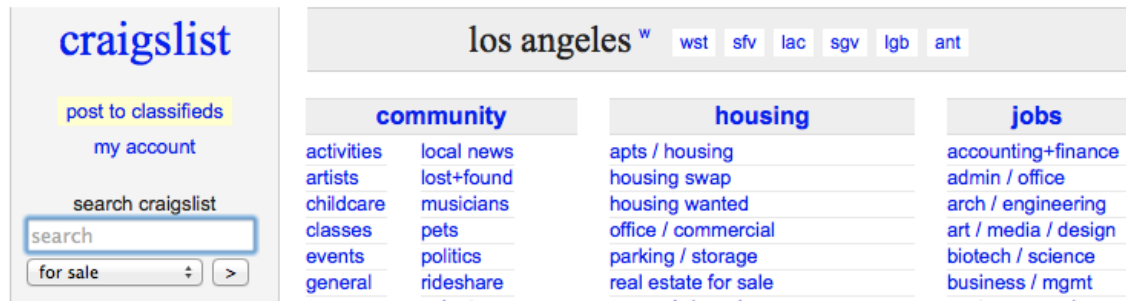 craigslist
post to classifieds
my account
search craigslist
search
for sale
>
los angeles w wst sfv lac sgv lgb ant
community
activities
artists
childcare
classes
events
general
local news
lost+found
musicians
pets
politics
rideshare
housing
apts / housing
housing swap
housing wanted
office / commercial
parking / storage
real estate for sale
jobs
accounting+finance
admin / office
arch / engineering
art / media / design
biotech / science
business / mgmt